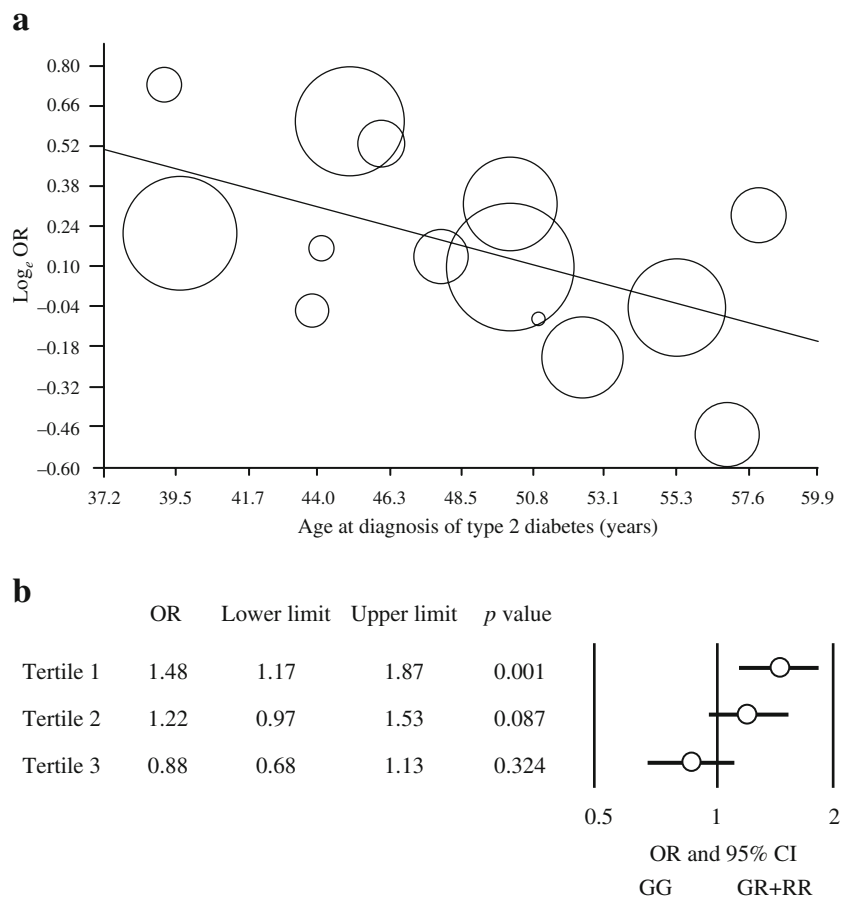 a
Log_e OR
0.80
0.66
0.52
0.38
0.24
0.10
–0.04
–0.18
–0.32
–0.46
–0.60
37.2 39.5 41.7 44.0 46.3 48.5 50.8 53.1 55.3 57.6 59.9
Age at diagnosis of type 2 diabetes (years)
b
OR Lower limit Upper limit p value
Tertile 1 1.48 1.17 1.87 0.001
Tertile 2 1.22 0.97 1.53 0.087
Tertile 3 0.88 0.68 1.13 0.324
0.5 1 2
OR and 95% CI
GG GR+RR